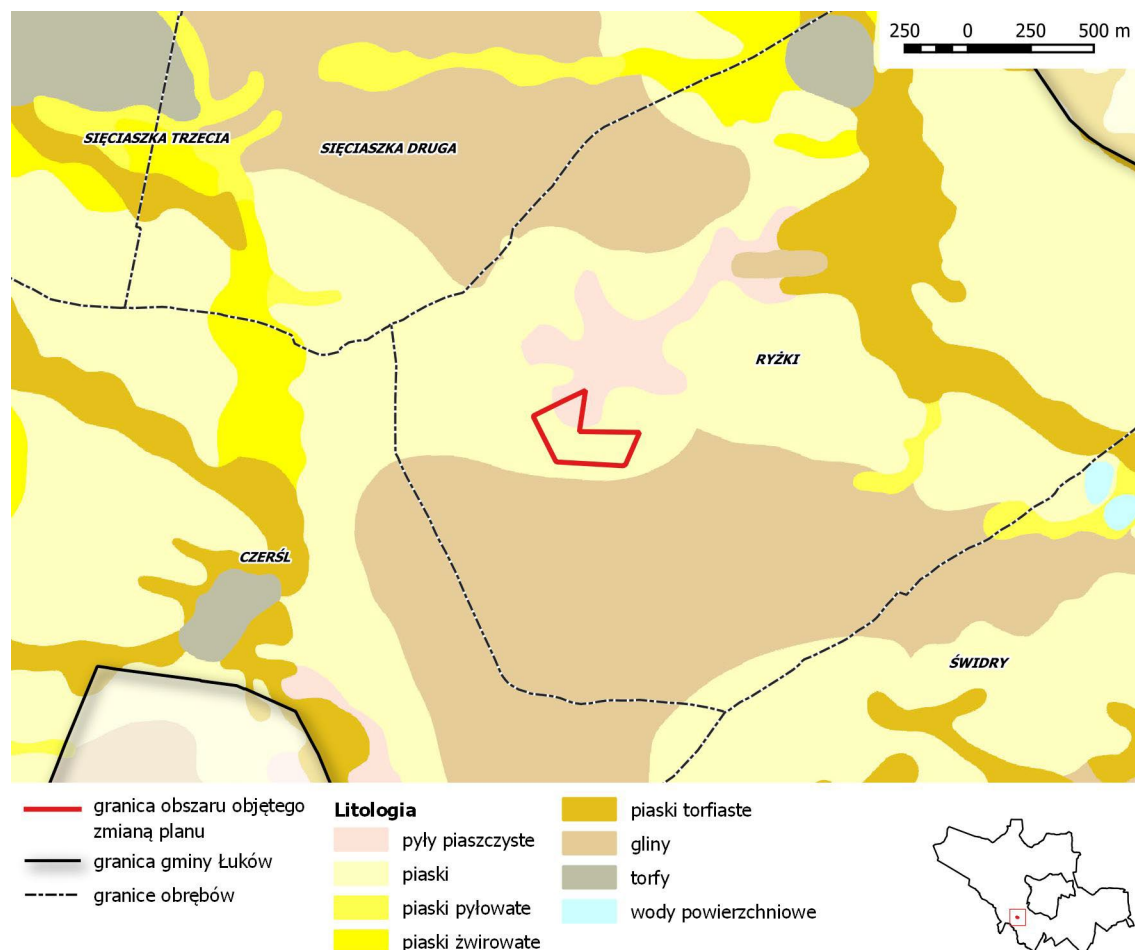 250 0 250 500 m
SIĘCIASZKA TRZECIA
SIĘCIASZKA DRUGA
RYŻKI
CZERŚL
ŚWIDRY
granica obszaru objętego
zmianą planu
granica gminy Łuków
granice obrębów
Litologia
pyły piaszczyste
piaski
piaski pyłowate
piaski żwirowate
piaski torfiaste
gliny
torfy
wody powierzchniowe